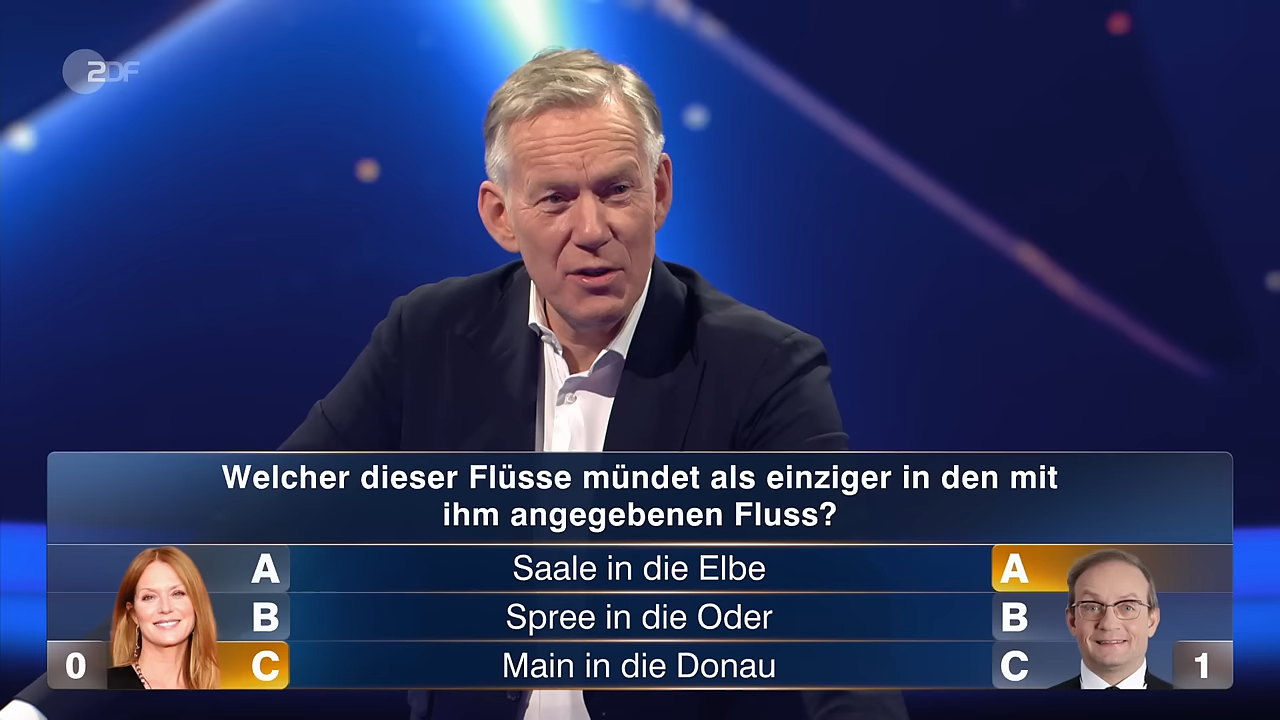 ZDF
Welcher dieser Flüsse mündet als einziger in den mit
ihm angegebenen Fluss?
A Saale in die Elbe A
B Spree in die Oder B
0 C Main in die Donau C 1